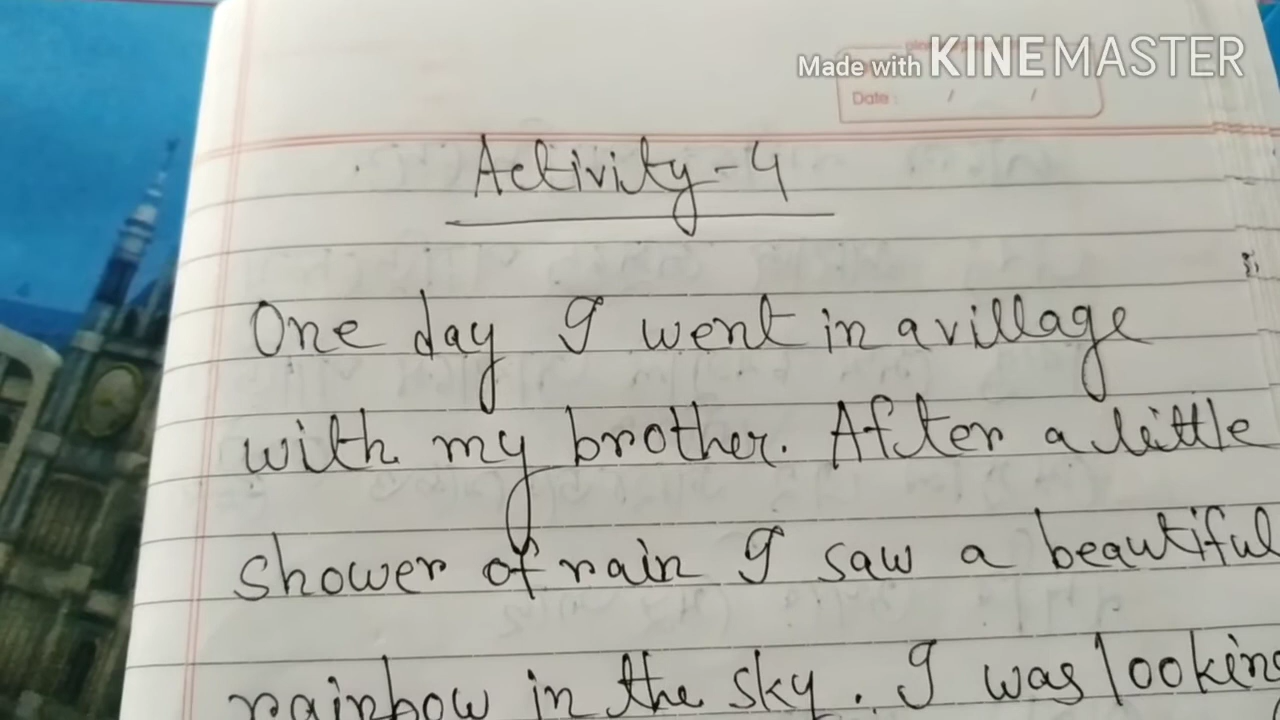 Made with KINEMASTER
Date : / /
Activity-4
One day I went in a village
with my brother. After a little
shower of rain I saw a beautiful
rainbow in the sky. I was looking